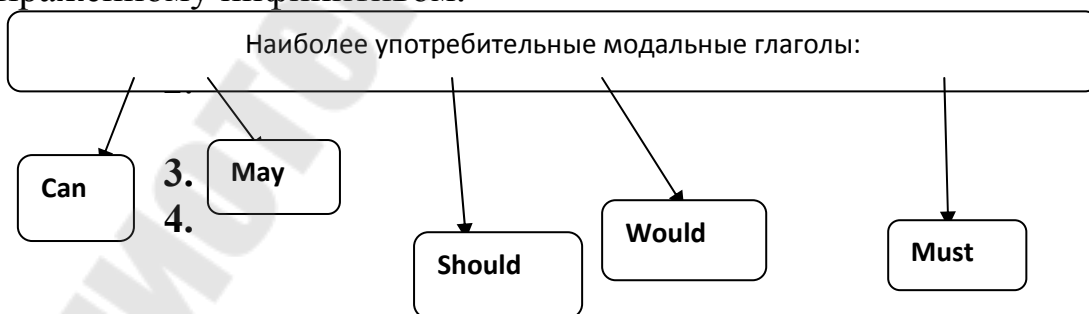 Наиболее употребительные модальные глаголы:
Can
3.
May
4.
Should
Would
Must